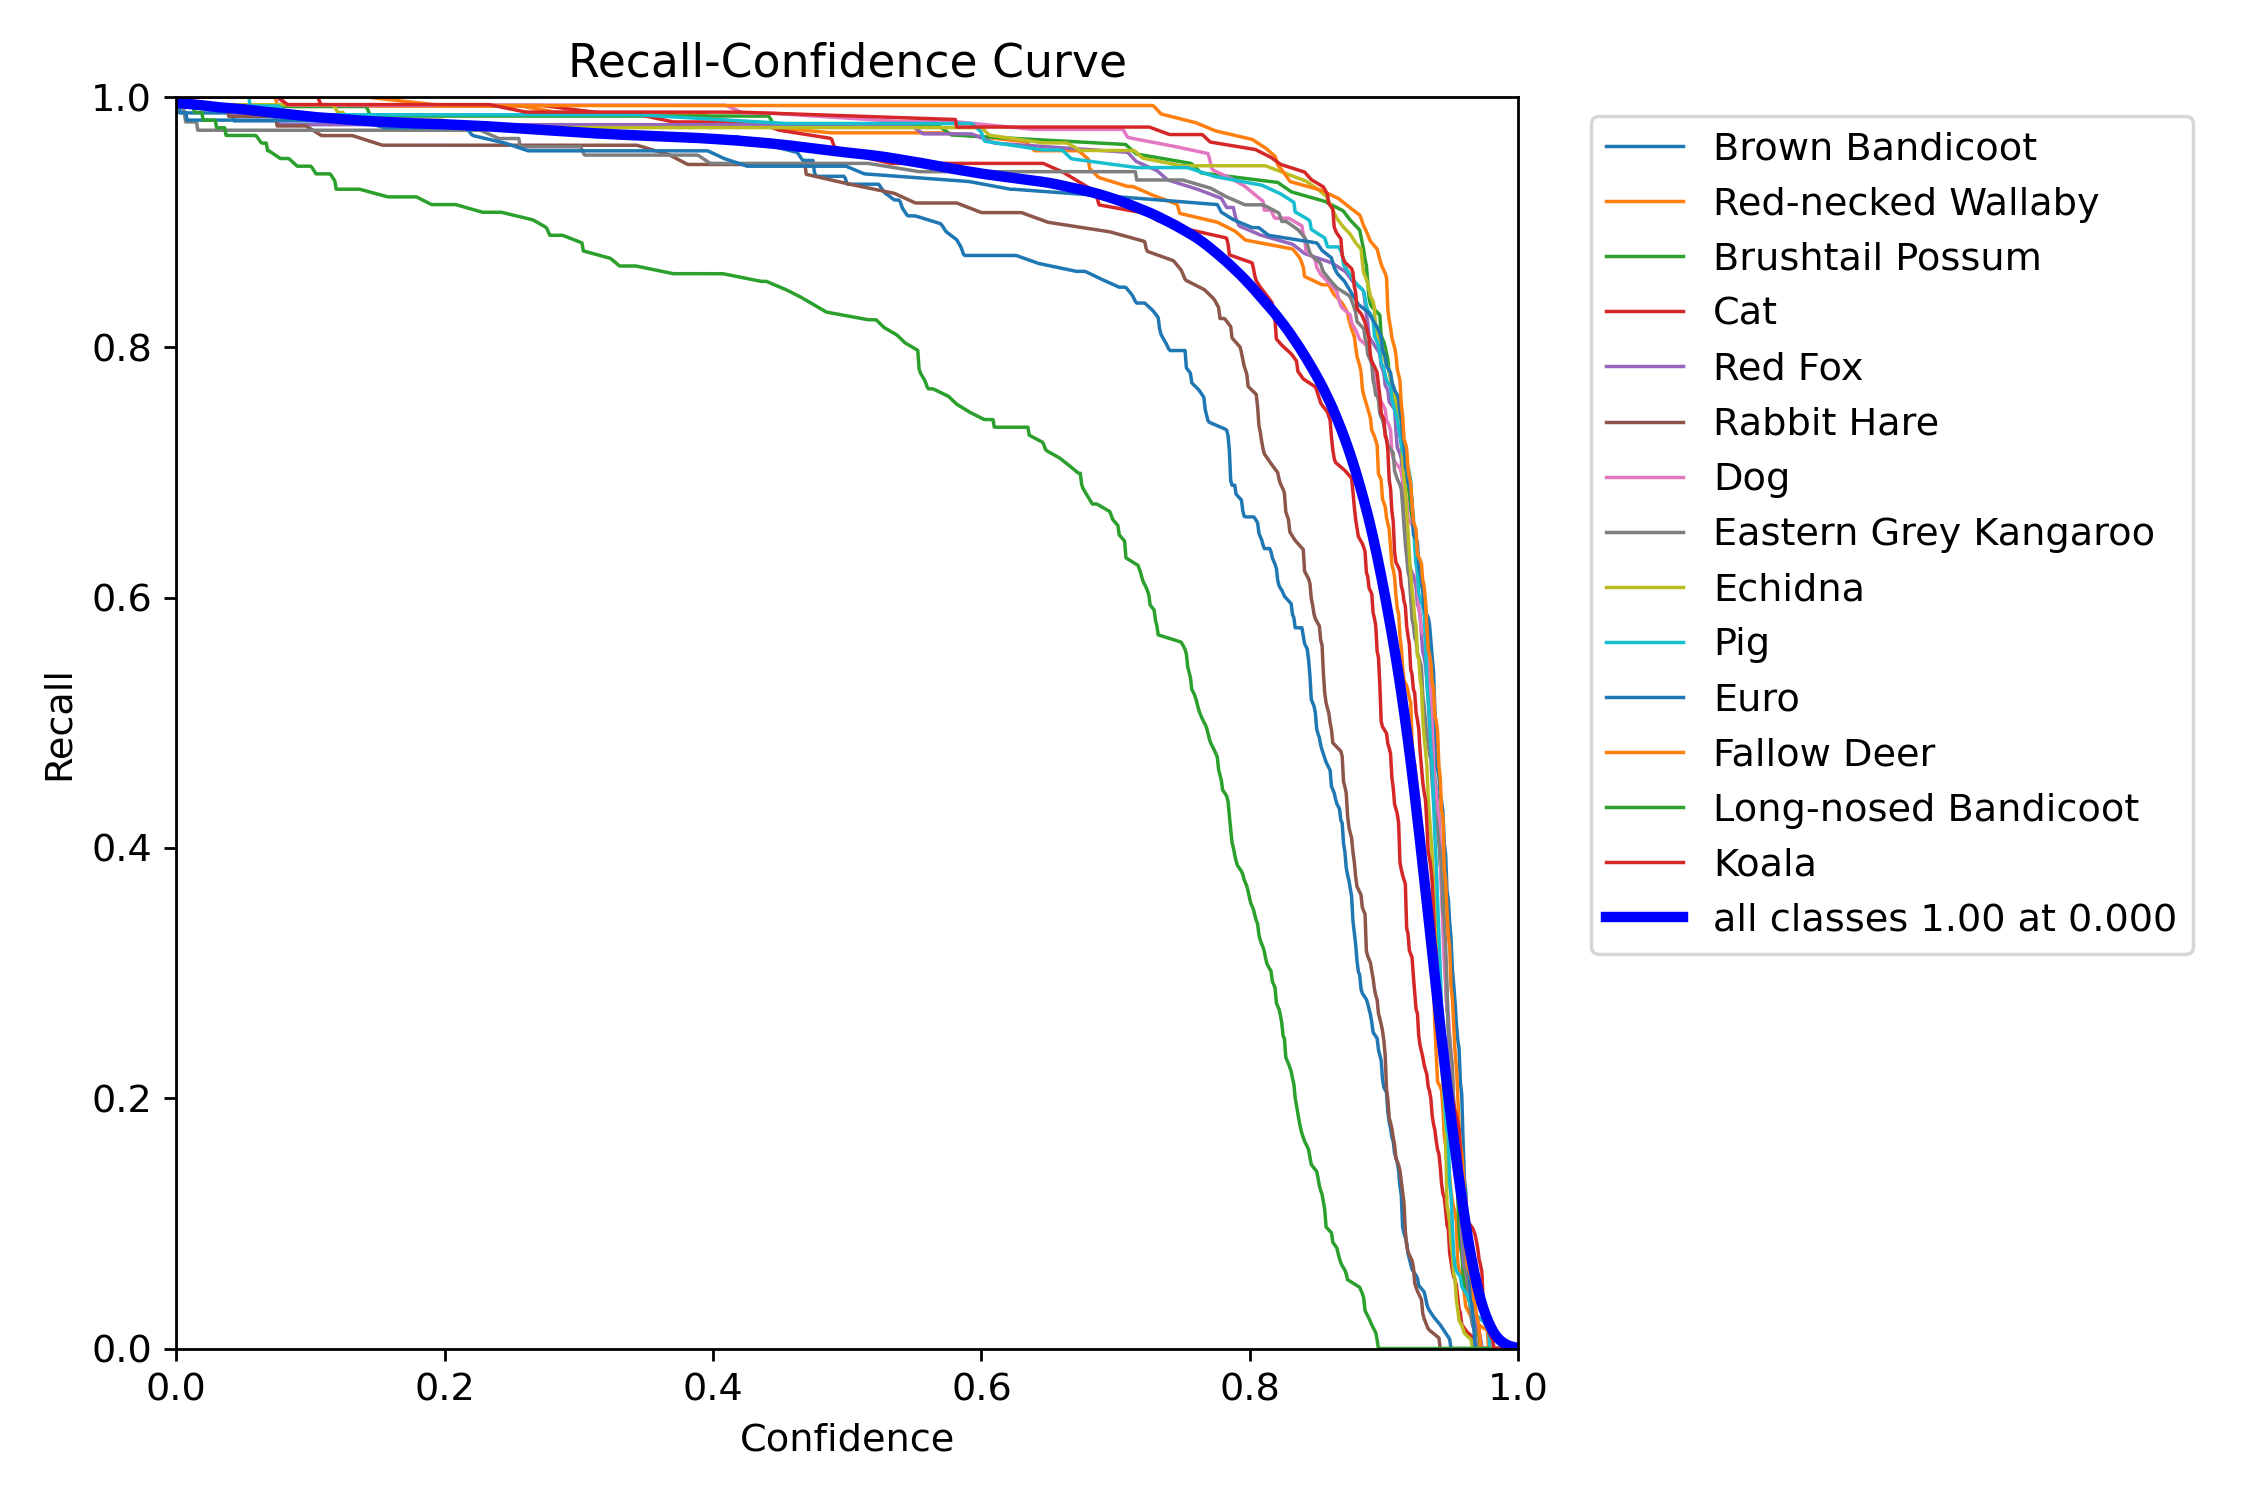 Recall-Confidence Curve
1.0
0.8
0.6
0.4
0.2
0.0
Recall
0.0 0.2 0.4 0.6 0.8 1.0
Confidence
Brown Bandicoot
Red-necked Wallaby
Brushtail Possum
Cat
Red Fox
Rabbit Hare
Dog
Eastern Grey Kangaroo
Echidna
Pig
Euro
Fallow Deer
Long-nosed Bandicoot
Koala
all classes 1.00 at 0.000